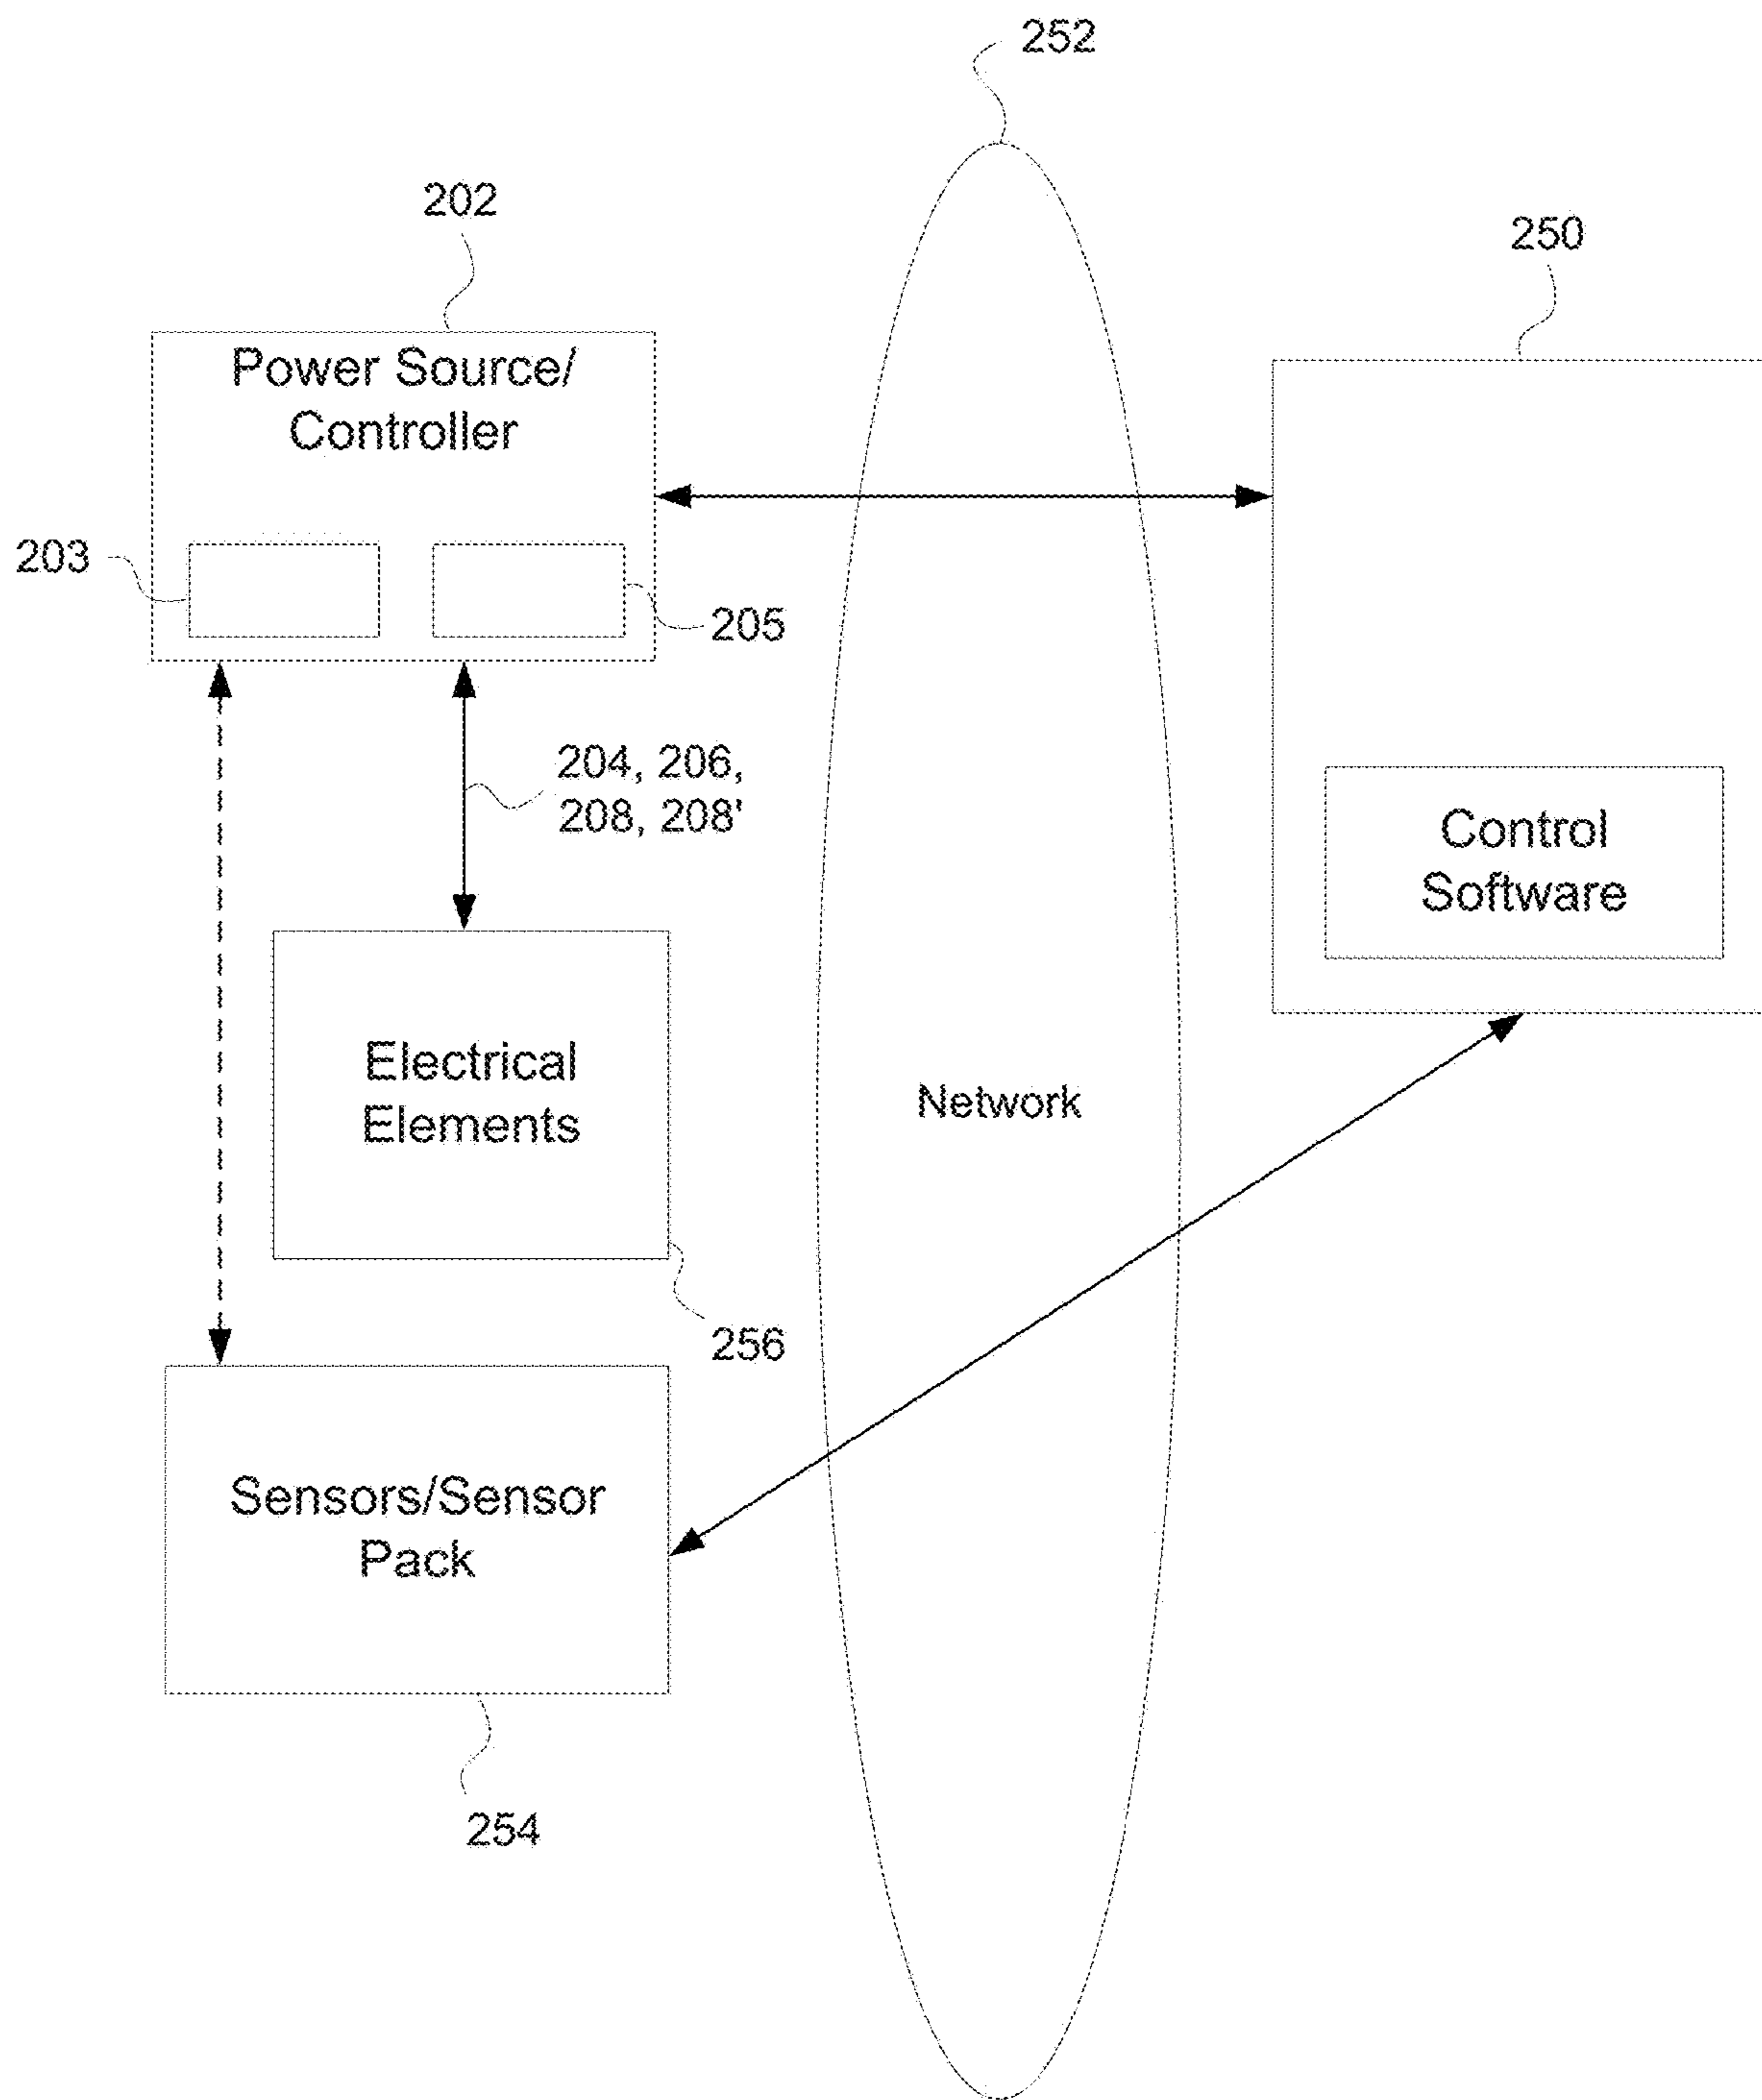 252
202
250
Power Source/
Controller
203
205
204, 206,
208, 208'
Control
Software
Electrical
Elements
Network
256
Sensors/Sensor
Pack
254